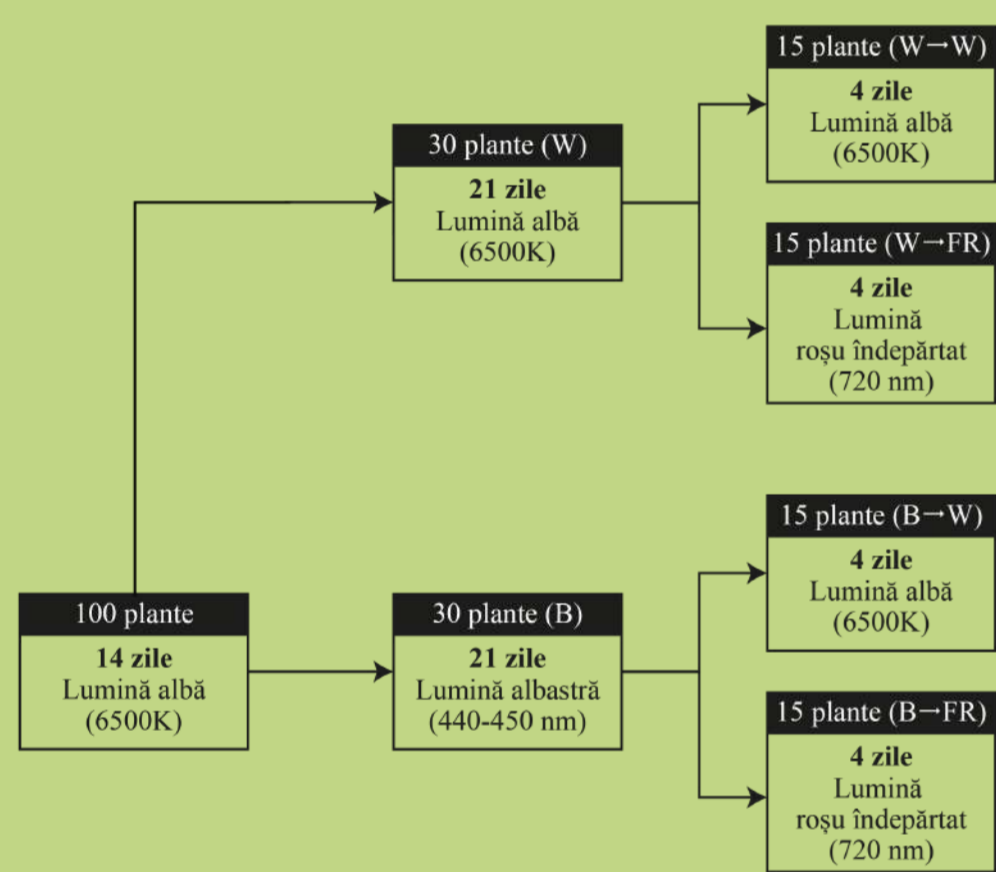 15 plante (W→W)
4 zile
Lumină albă
(6500K)
30 plante (W)
21 zile
Lumină albă
(6500K)
15 plante (W→FR)
4 zile
Lumină
roșu îndepărtat
(720 nm)
15 plante (B→W)
4 zile
Lumină albă
(6500K)
100 plante
14 zile
Lumină albă
(6500K)
30 plante (B)
21 zile
Lumină albastră
(440-450 nm)
15 plante (B→FR)
4 zile
Lumină
roșu îndepărtat
(720 nm)